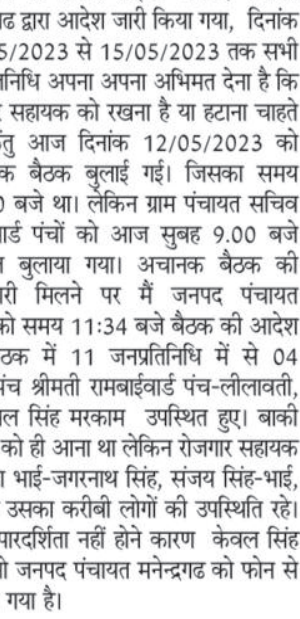 ढ द्वारा आदेश जारी किया गया, दिनांक
5/2023 से 15/05/2023 तक सभी
निधि अपना अपना अभिमत देना है कि
सहायक को रखना है या हटाना चाहते
तु आज दिनांक 12/05/2023 को
क बैठक बुलाई गई। जिसका समय
0 बजे था। लेकिन ग्राम पंचायत सचिव
ार्ड पंचों को आज सुबह 9.00 बजे
बुलाया गया। अचानक बैठक की
री मिलने पर मैं जनपद पंचायत
को समय 11:34 बजे बैठक की आदेश
ठक में 11 जनप्रतिनिधि में से 04
ंच श्रीमती रामबाईवार्ड पंच-लीलावती,
ल सिंह मरकाम उपस्थित हुए। बाकी
को ही आना था लेकिन रोजगार सहायक
ा भाई-जगरनाथ सिंह, संजय सिंह-भाई,
उसका करीबी लोगों की उपस्थिति रहे।
पारदर्शिता नहीं होने कारण केवल सिंह
ो जनपद पंचायत मनेन्द्रगढ को फोन से
गया है।